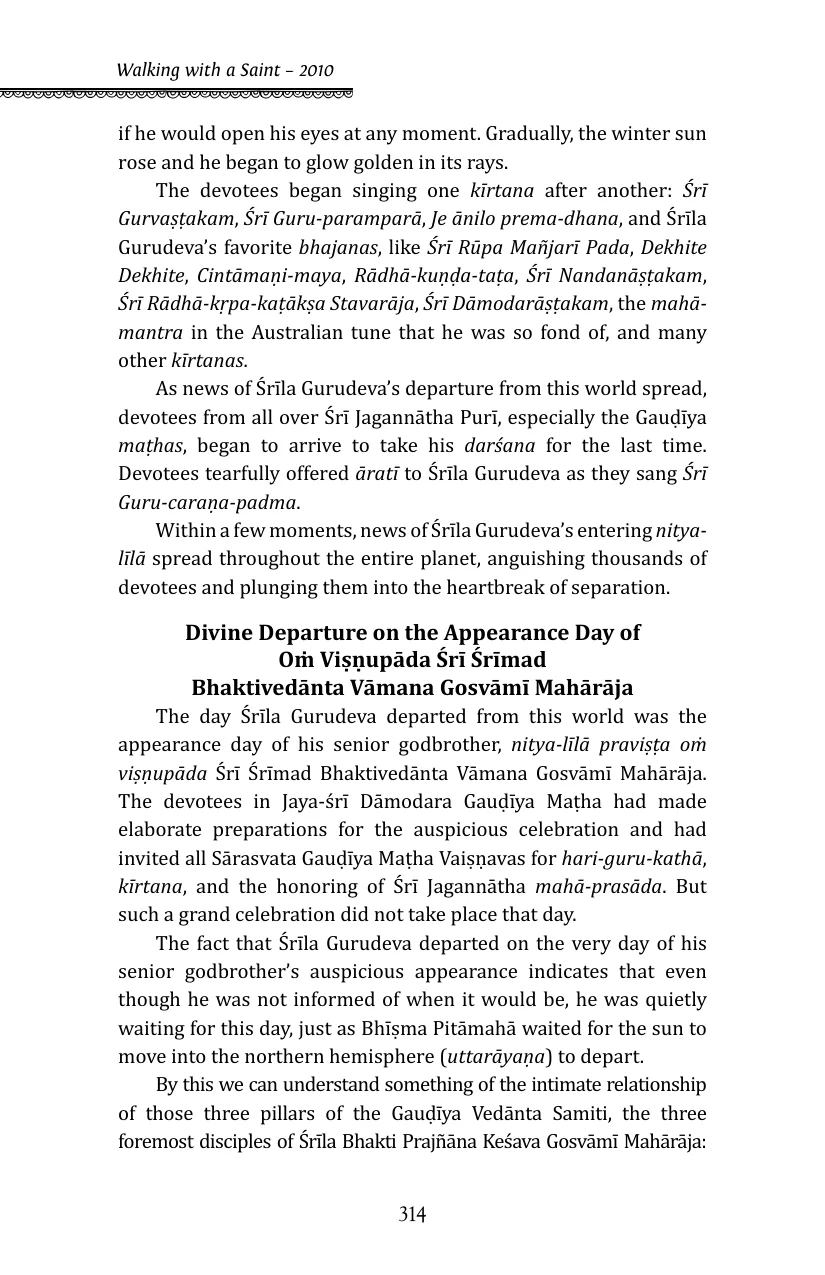 Walking with a Saint – 2010
if he would open his eyes at any moment. Gradually, the winter sun
rose and he began to glow golden in its rays.
The devotees began singing one kīrtana after another: Śrī
Gurvaṣṭakam, Śrī Guru-paramparā, Je ānilo prema-dhana, and Śrīla
Gurudeva’s favorite bhajanas, like Śrī Rūpa Mañjarī Pada, Dekhite
Dekhite, Cintāmaṇi-maya, Rādhā-kuṇḍa-taṭa, Śrī Nandanāṣṭakam,
Śrī Rādhā-kṛpa-kaṭākṣa Stavarāja, Śrī Dāmodarāṣṭakam, the mahā-
mantra in the Australian tune that he was so fond of, and many
other kīrtanas.
As news of Śrīla Gurudeva’s departure from this world spread,
devotees from all over Śrī Jagannātha Purī, especially the Gauḍīya
maṭhas, began to arrive to take his darśana for the last time.
Devotees tearfully offered āratī to Śrīla Gurudeva as they sang Śrī
Guru-caraṇa-padma.
Within a few moments, news of Śrīla Gurudeva’s entering nitya-
līlā spread throughout the entire planet, anguishing thousands of
devotees and plunging them into the heartbreak of separation.
Divine Departure on the Appearance Day of
Oṁ Viṣṇupāda Śrī Śrīmad
Bhaktivedānta Vāmana Gosvāmī Mahārāja
The day Śrīla Gurudeva departed from this world was the
appearance day of his senior godbrother, nitya-līlā praviṣṭa oṁ
viṣṇupāda Śrī Śrīmad Bhaktivedānta Vāmana Gosvāmī Mahārāja.
The devotees in Jaya-śrī Dāmodara Gauḍīya Maṭha had made
elaborate preparations for the auspicious celebration and had
invited all Sārasvata Gauḍīya Maṭha Vaiṣṇavas for hari-guru-kathā,
kīrtana, and the honoring of Śrī Jagannātha mahā-prasāda. But
such a grand celebration did not take place that day.
The fact that Śrīla Gurudeva departed on the very day of his
senior godbrother’s auspicious appearance indicates that even
though he was not informed of when it would be, he was quietly
waiting for this day, just as Bhīṣma Pitāmahā waited for the sun to
move into the northern hemisphere (uttarāyaṇa) to depart.
By this we can understand something of the intimate relationship
of those three pillars of the Gauḍīya Vedānta Samiti, the three
foremost disciples of Śrīla Bhakti Prajñāna Keśava Gosvāmī Mahārāja:
314